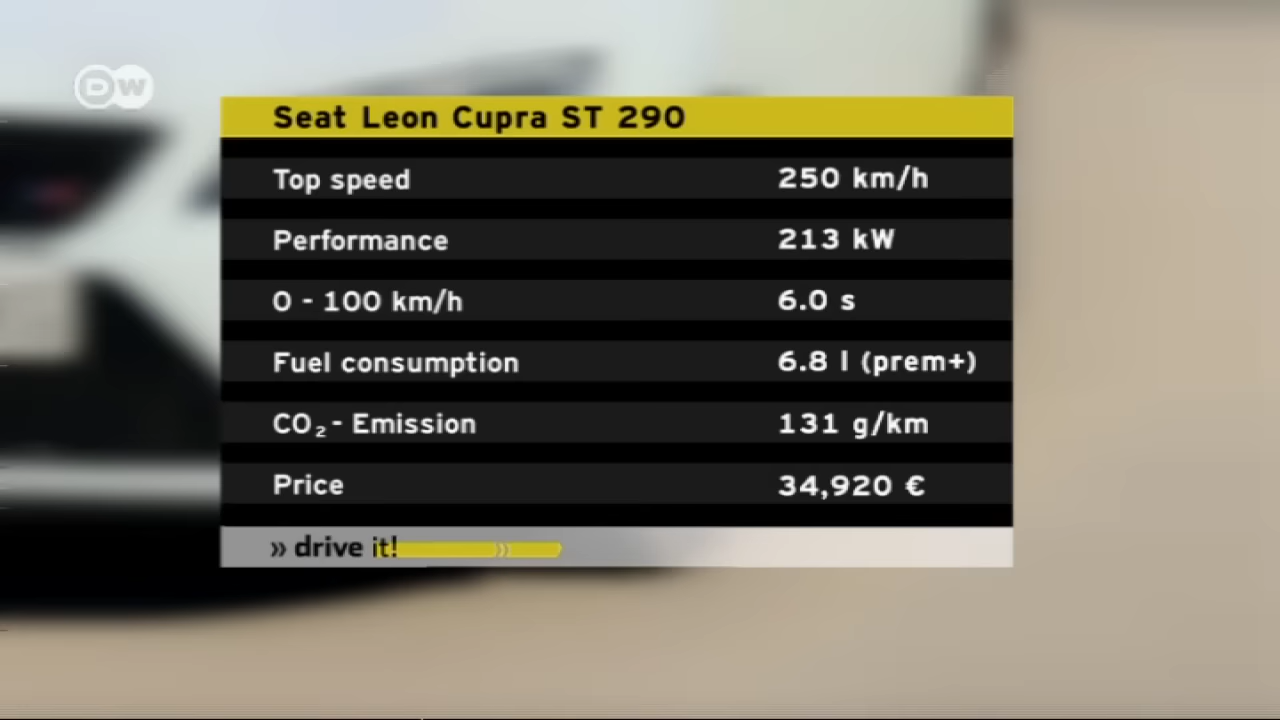 DW
Seat Leon Cupra ST 290
Top speed 250 km/h
Performance 213 kW
0 - 100 km/h 6.0 s
Fuel consumption 6.8 l (prem+)
CO₂- Emission 131 g/km
Price 34,920 €
» drive it!